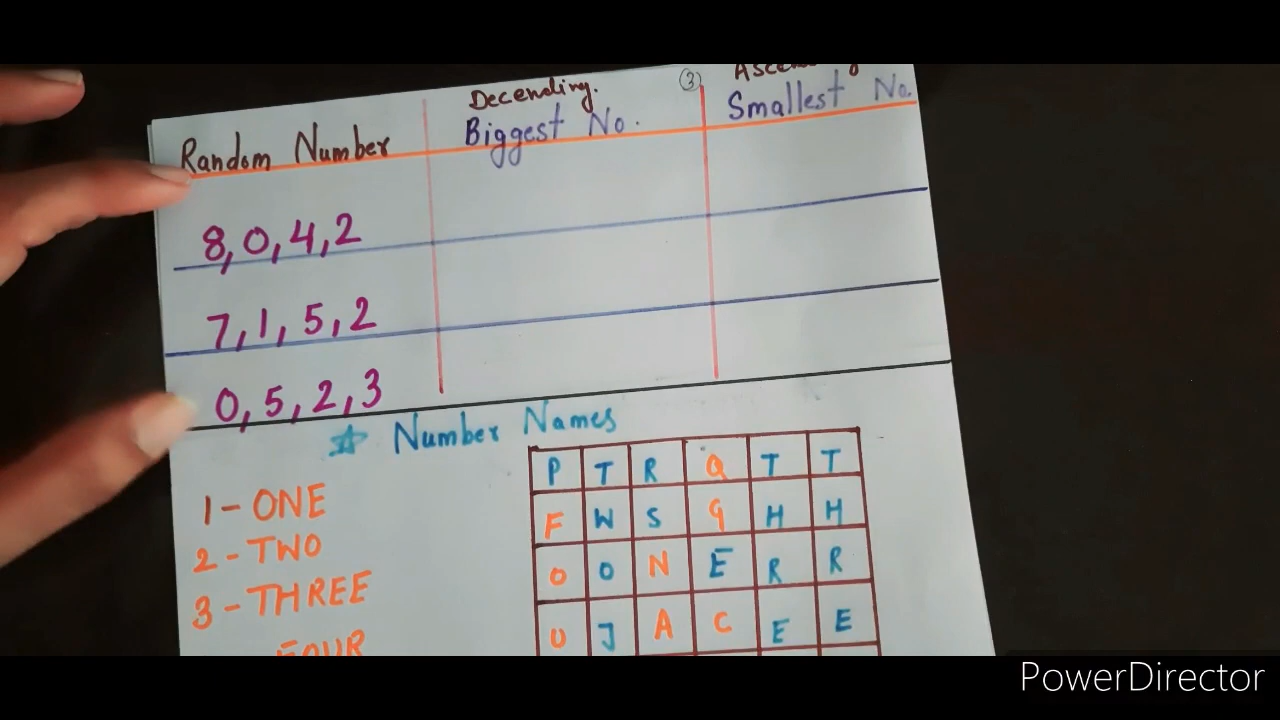 Decending. ③
Random Number Biggest No. Smallest No.
8,0,4,2
7,1,5,2
0,5,2,3
☆ Number Names
1-ONE
2-TWO
3-THREE
FOUR
P T R Q T T
F W S G H H
O O N E R R
U J A C E E
PowerDirector